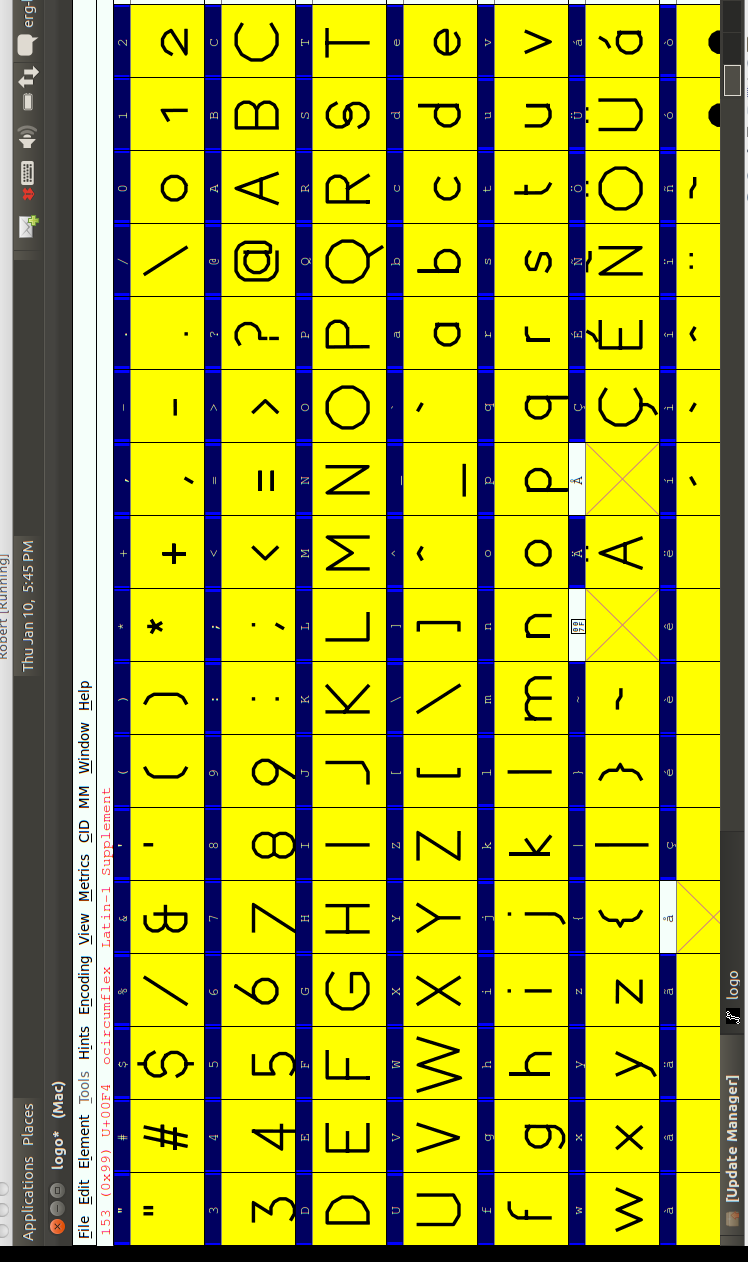 Robert [Running]
Applications Places Thu Jan 10, 5:45 PM erg-
logo* (Mac)
File Edit Element Tools Hints Encoding View Metrics CID MM Window Help
153 (0x99) U+00F4 ocircumflex Latin-1 Supplement
" # $ % & ' ( ) * + , - . / 0 1 2
" # $ / & ' ( ) * + , - . / 0 1 2
3 4 5 6 7 8 9 : ; < = > ? @ A B C
3 4 5 6 7 8 9 : ; < = > ? @ A B C
D E F G H I J K L M N O P Q R S T
D E F G H I J K L M N O P Q R S T
U V W X Y Z [ \ ] ^ _ ` a b c d e
U V W X Y Z [ \ ] ^ _ ` a b c d e
f g h i j k l m n o p q r s t u v
f g h i j k l m n o p q r s t u v
w x y z { | } ~ 007F Ä Å Ç É Ñ Ö Ü á
w x y z { | } ~ Ä Ç É Ñ Ö Ü á
à â ä ã å ç é è ê ë í ì î ï ñ ó ò
[Update Manager] logo